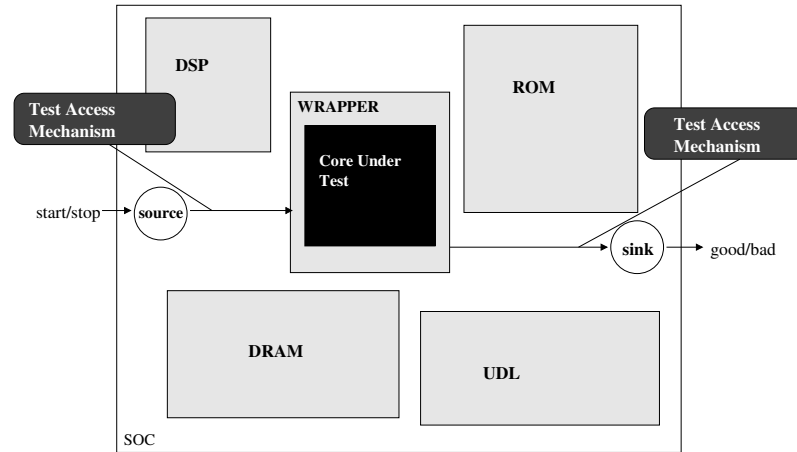 DSP
ROM
Test Access
Mechanism
WRAPPER
Test Access
Mechanism
Core Under
Test
start/stop
source
sink
good/bad
DRAM
UDL
SOC